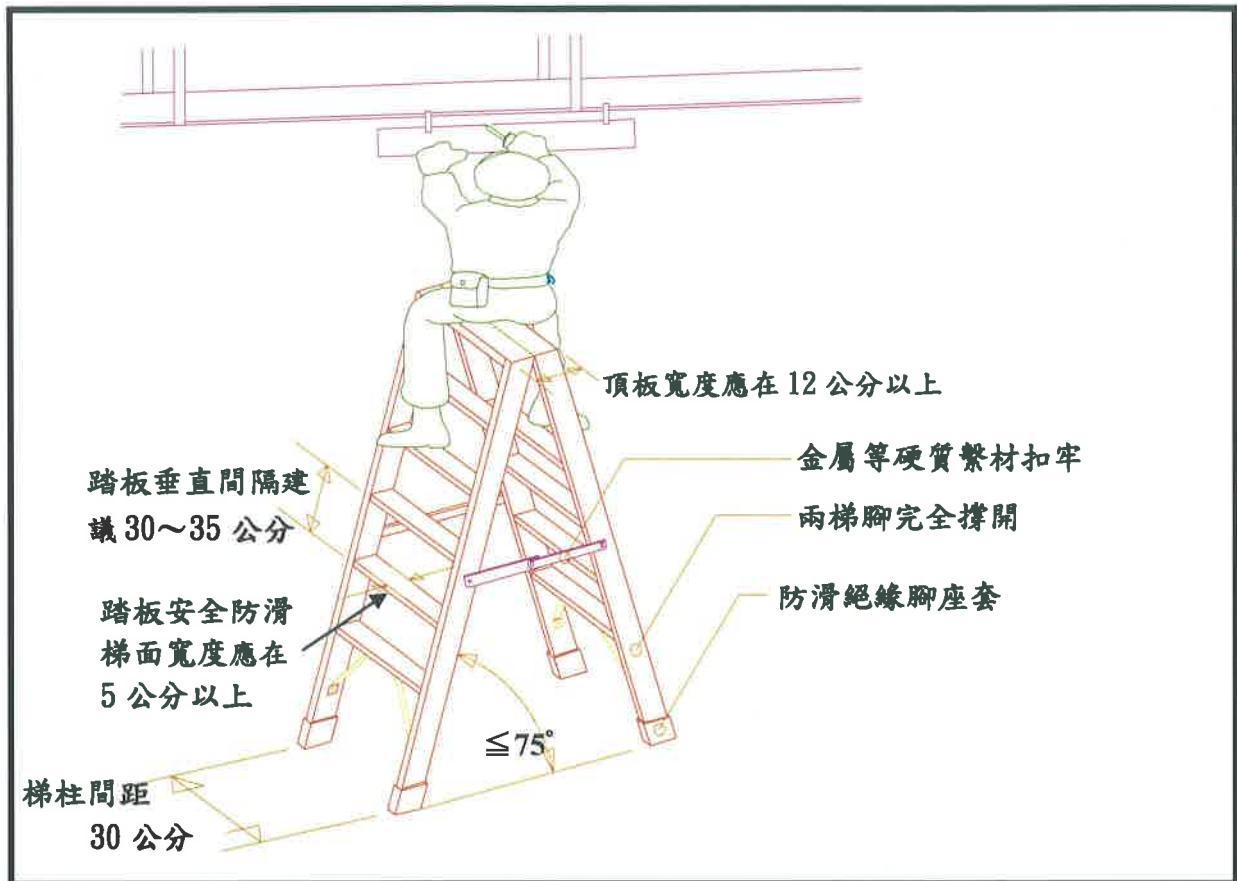 頂板寬度應在 12 公分以上
金屬等硬質繫材扣牢
踏板垂直間隔建
議 30～35 公分
兩梯腳完全撐開
踏板安全防滑
梯面寬度應在
5 公分以上
防滑絕緣腳座套
≦75°
梯柱間距
30 公分